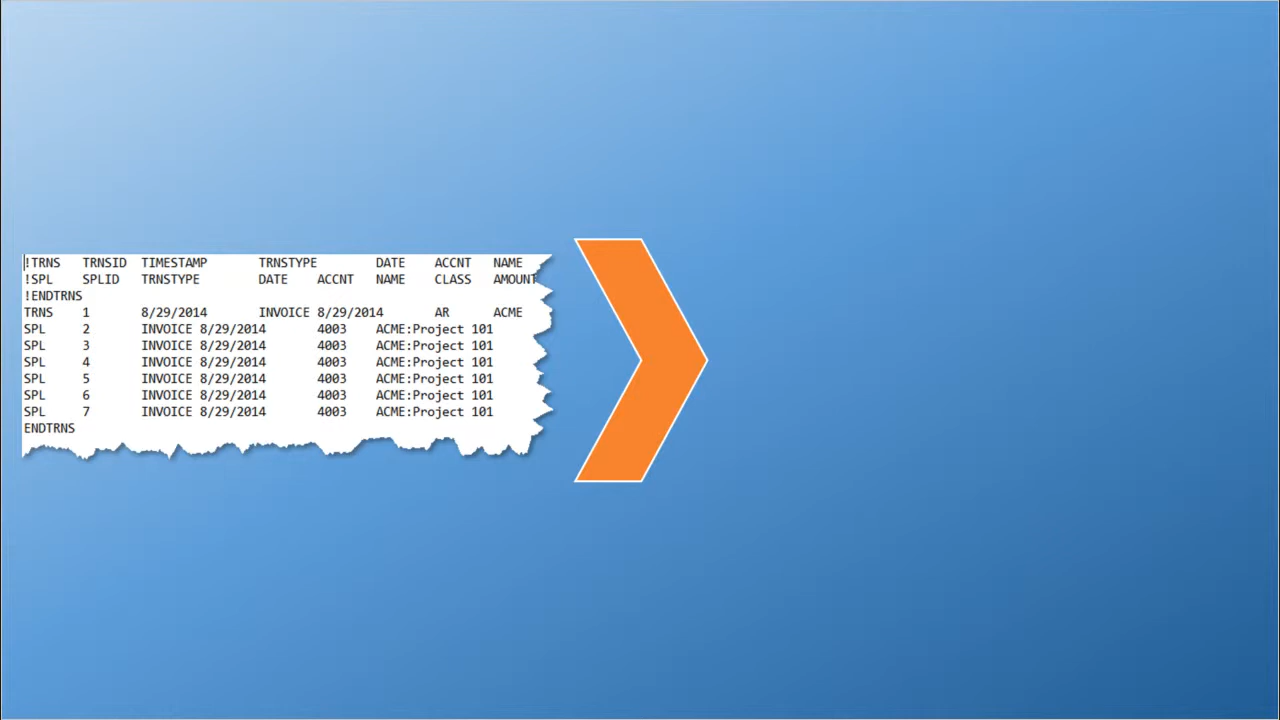 !TRNS TRNSID TIMESTAMP TRNSTYPE DATE ACCNT NAME
!SPL SPLID TRNSTYPE DATE ACCNT NAME CLASS AMOUNT
!ENDTRNS
TRNS 1 8/29/2014 INVOICE 8/29/2014 AR ACME
SPL 2 INVOICE 8/29/2014 4003 ACME:Project 101
SPL 3 INVOICE 8/29/2014 4003 ACME:Project 101
SPL 4 INVOICE 8/29/2014 4003 ACME:Project 101
SPL 5 INVOICE 8/29/2014 4003 ACME:Project 101
SPL 6 INVOICE 8/29/2014 4003 ACME:Project 101
SPL 7 INVOICE 8/29/2014 4003 ACME:Project 101
ENDTRNS